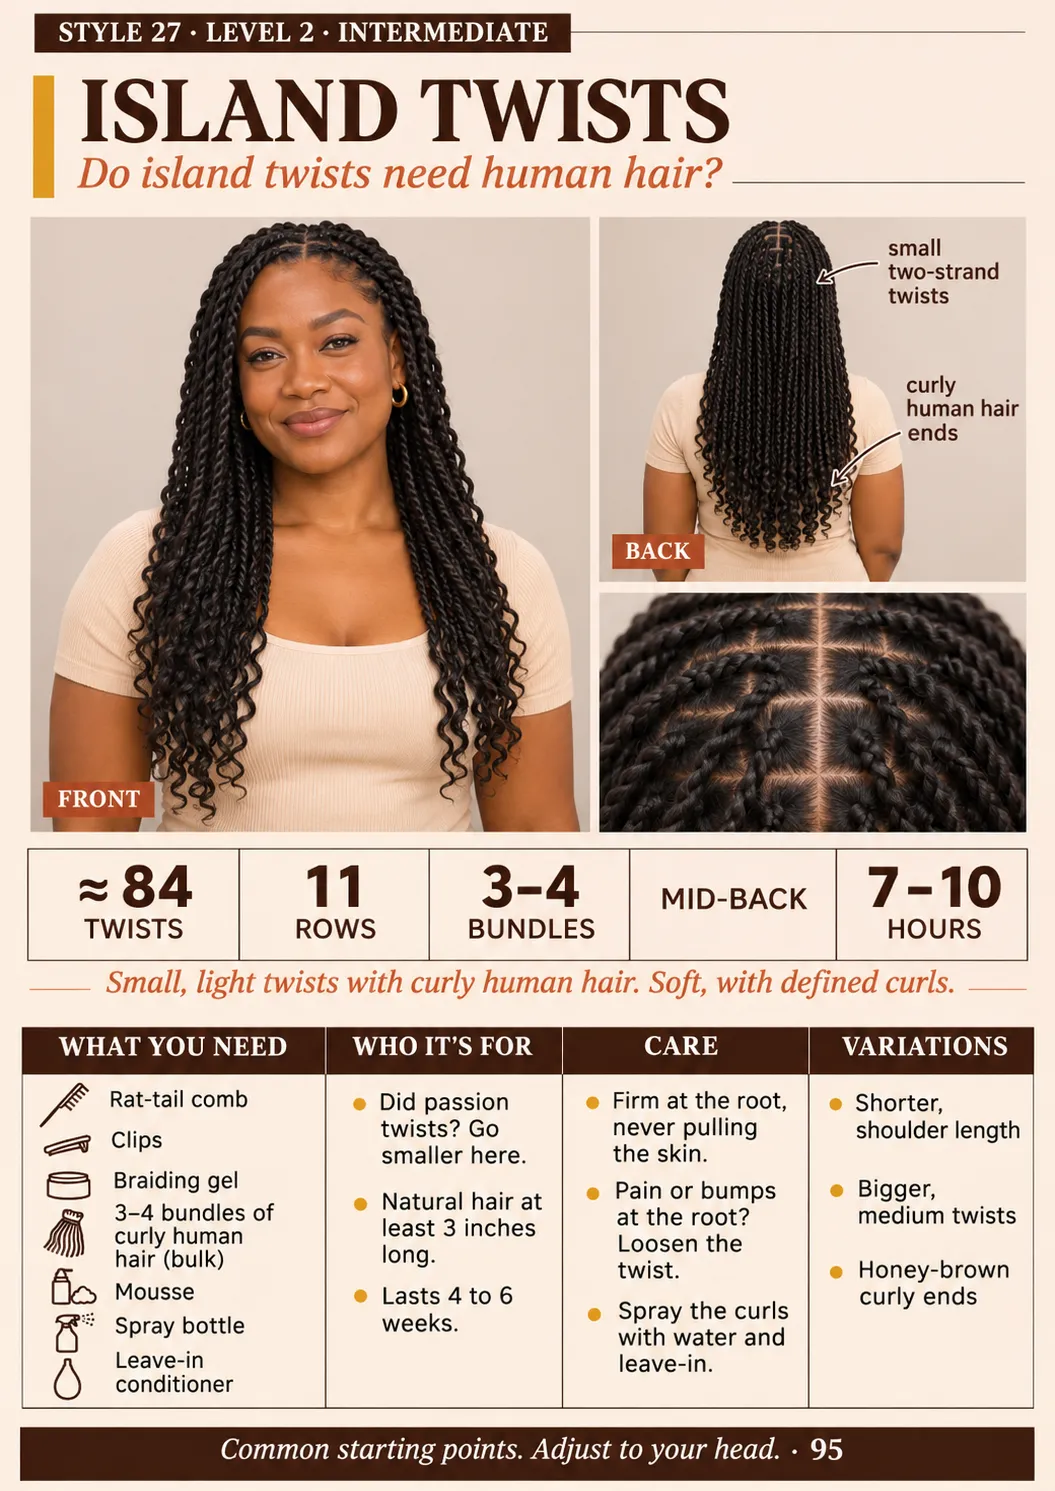 STYLE 27 · LEVEL 2 · INTERMEDIATE
ISLAND TWISTS
Do island twists need human hair?
small
two-strand
twists
curly
human hair
ends
BACK
FRONT
≈ 84
TWISTS
11
ROWS
3–4
BUNDLES
MID-BACK
7–10
HOURS
Small, light twists with curly human hair. Soft, with defined curls.
WHAT YOU NEED
Rat-tail comb
Clips
Braiding gel
3–4 bundles of
curly human
hair (bulk)
Mousse
Spray bottle
Leave-in
conditioner
WHO IT'S FOR
Did passion
twists? Go
smaller here.
Natural hair at
least 3 inches
long.
Lasts 4 to 6
weeks.
CARE
Firm at the root,
never pulling
the skin.
Pain or bumps
at the root?
Loosen the
twist.
Spray the curls
with water and
leave-in.
VARIATIONS
Shorter,
shoulder length
Bigger,
medium twists
Honey-brown
curly ends
Common starting points. Adjust to your head. · 95